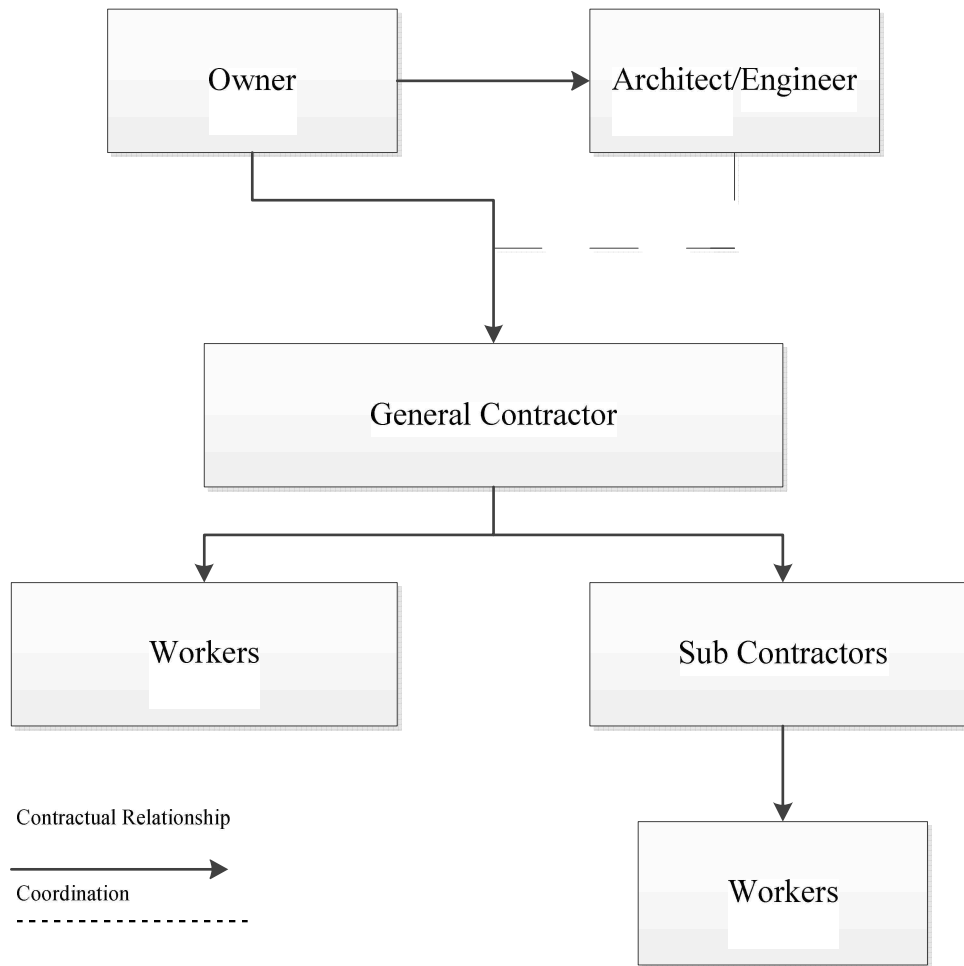 Owner
Architect/Engineer
General Contractor
Workers
Sub Contractors
Contractual Relationship
Coordination
Workers